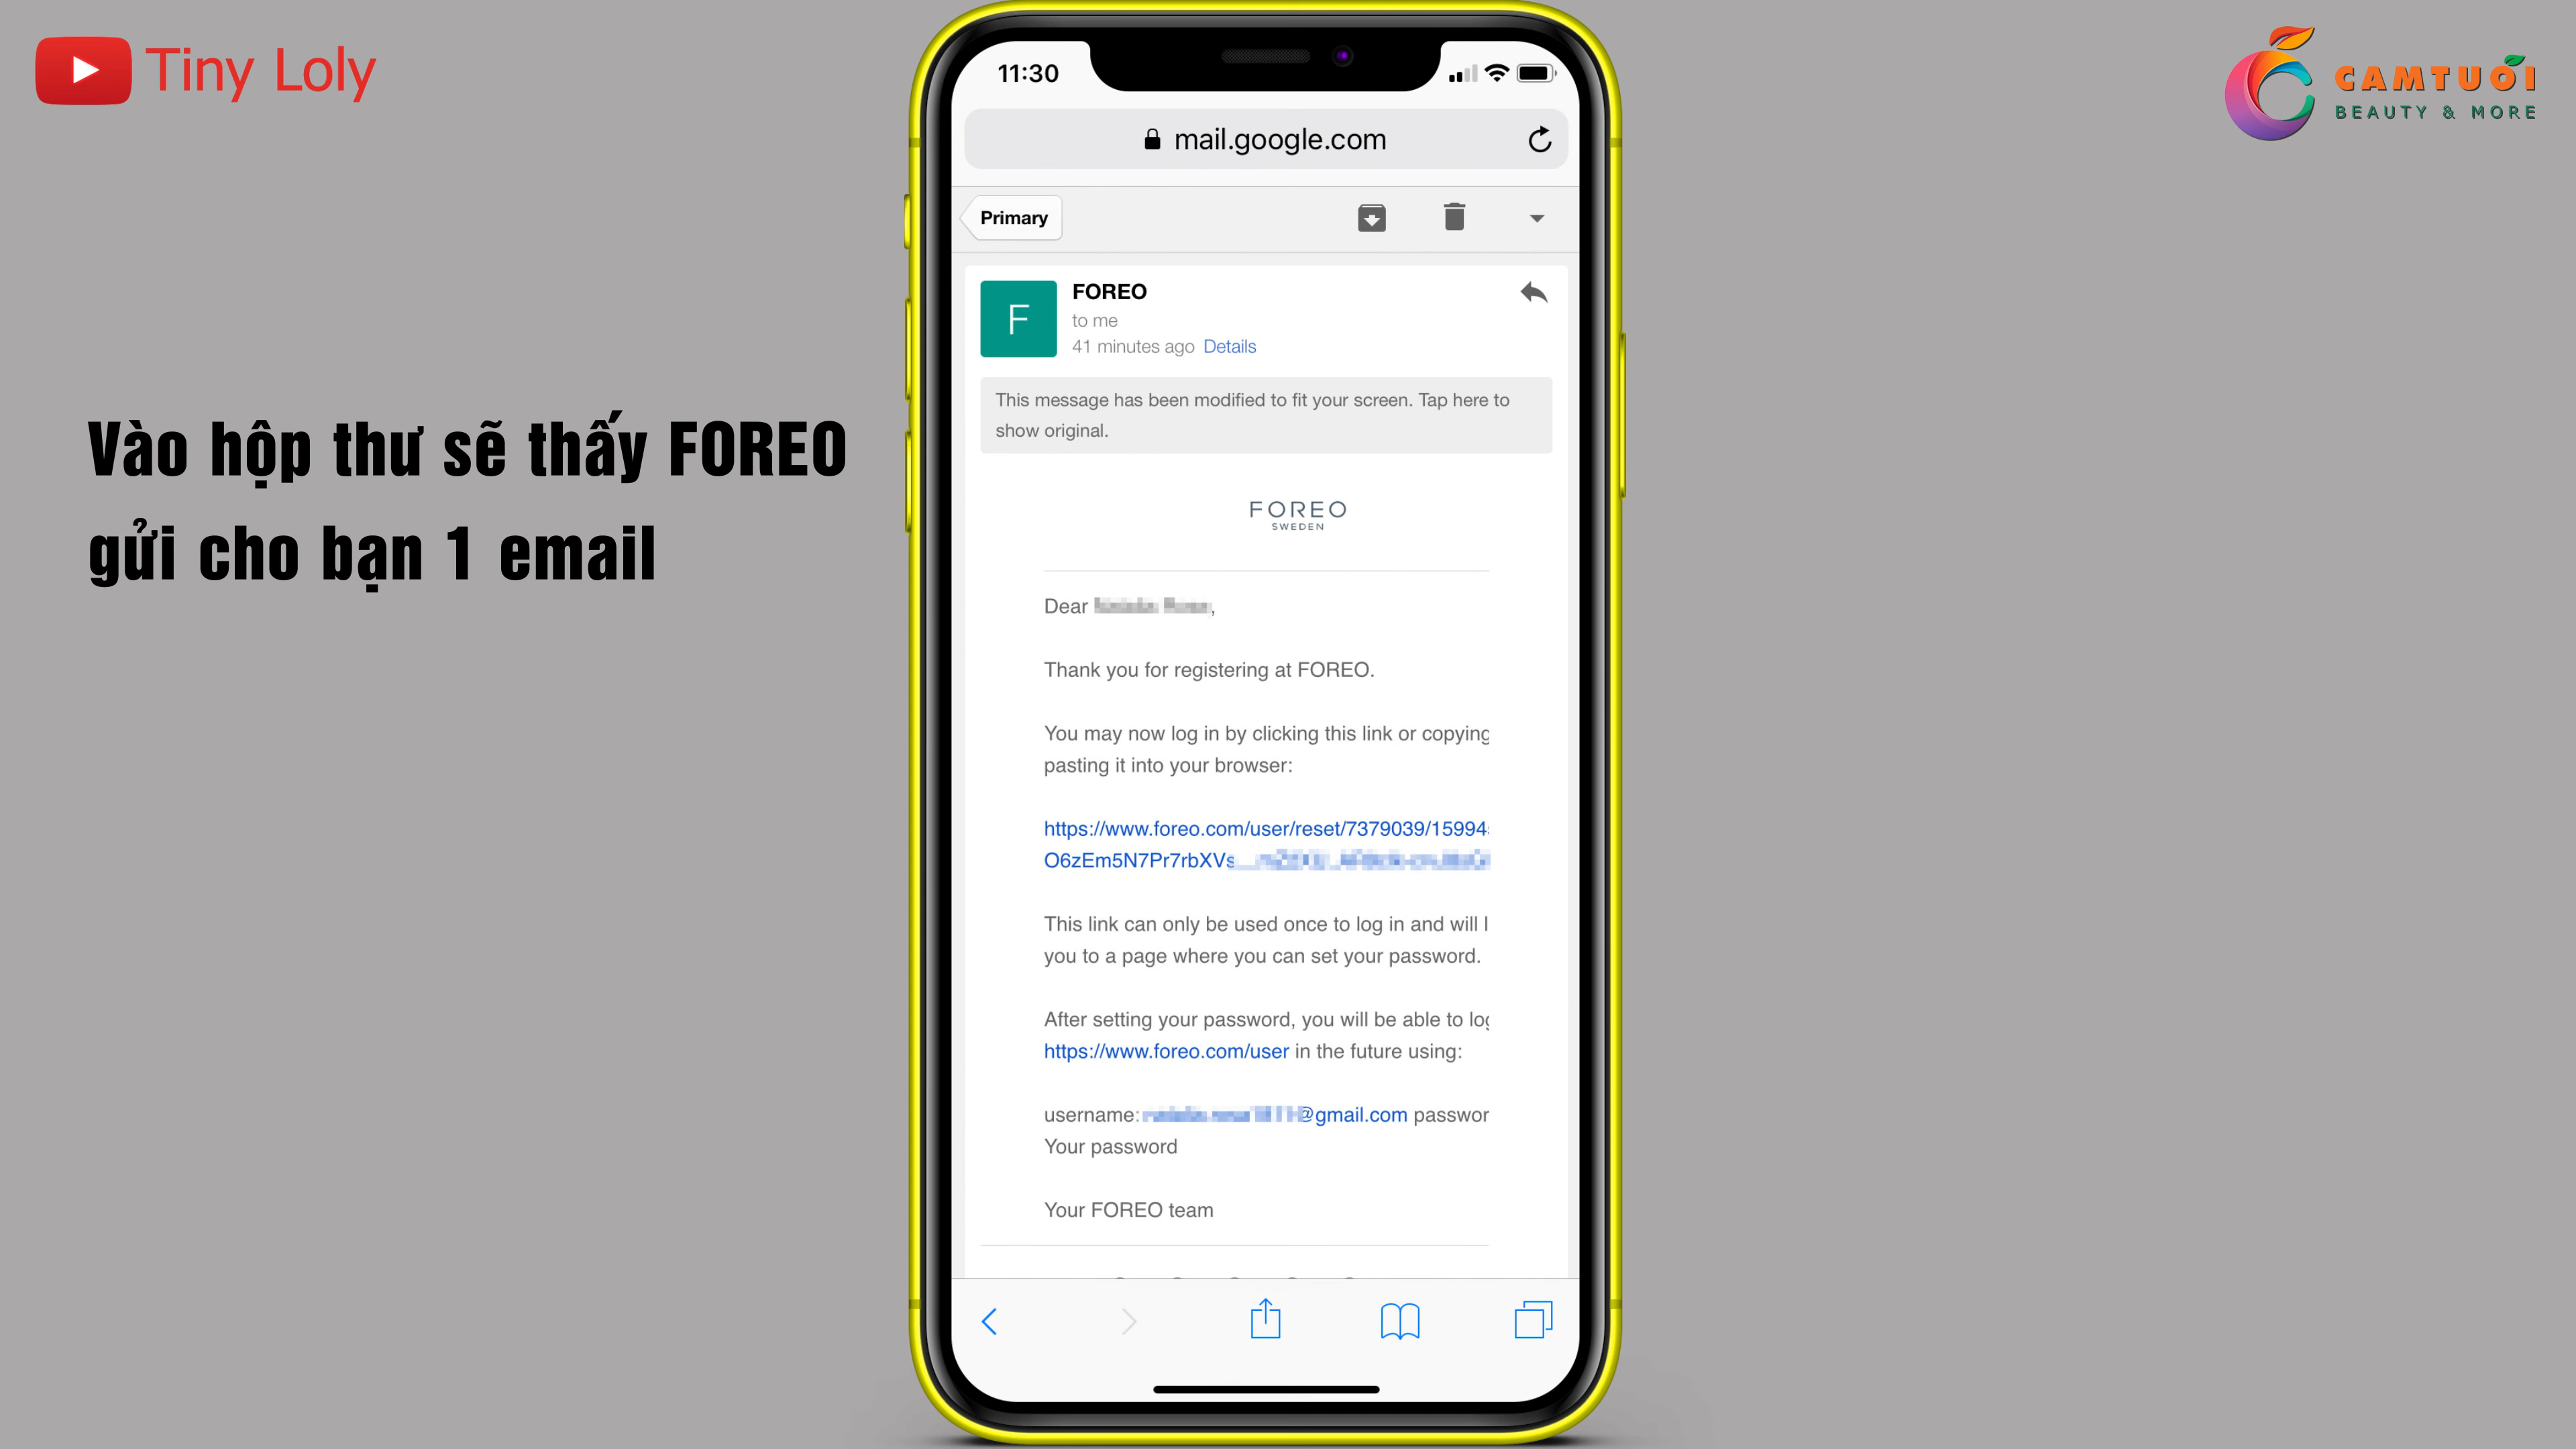 Tiny Loly
CAMTUOI
BEAUTY & MORE
Vào hộp thư sẽ thấy FOREO
gửi cho bạn 1 email
11:30
mail.google.com
Primary
F
FOREO
to me
41 minutes ago Details
This message has been modified to fit your screen. Tap here to
show original.
FOREO
SWEDEN
Dear ,
Thank you for registering at FOREO.
You may now log in by clicking this link or copying
pasting it into your browser:
https://www.foreo.com/user/reset/7379039/15994
O6zEm5N7Pr7rbXVs
This link can only be used once to log in and will l
you to a page where you can set your password.
After setting your password, you will be able to log
https://www.foreo.com/user in the future using:
username: @gmail.com passwor
Your password
Your FOREO team